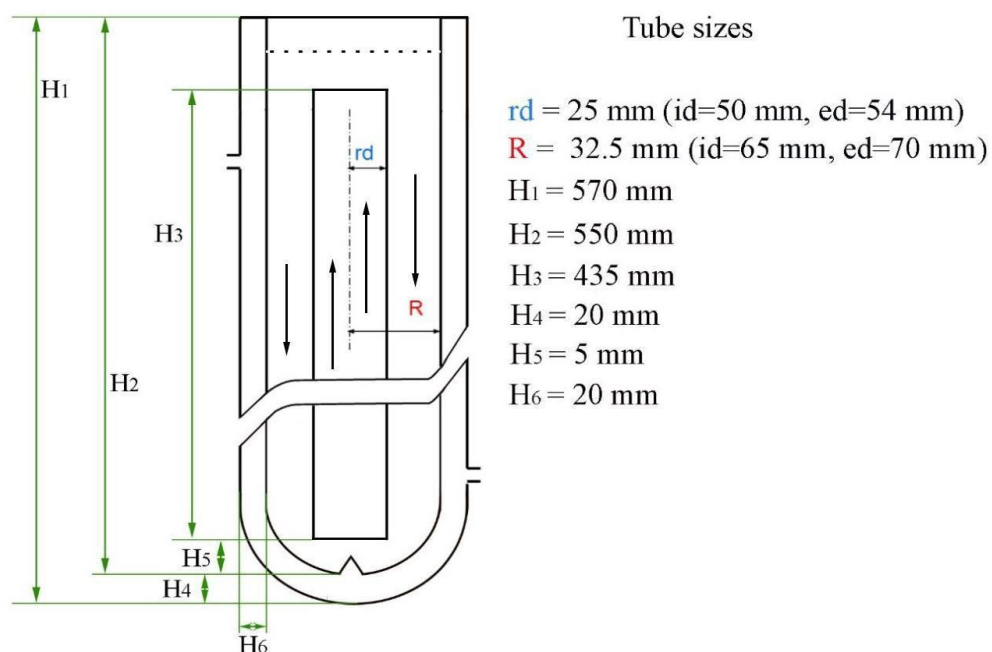 Tube sizes
rd = 25 mm (id=50 mm, ed=54 mm)
R = 32.5 mm (id=65 mm, ed=70 mm)
H1 = 570 mm
H2 = 550 mm
H3 = 435 mm
H4 = 20 mm
H5 = 5 mm
H6 = 20 mm
H1
rd
H3
R
H2
H5
H4
H6